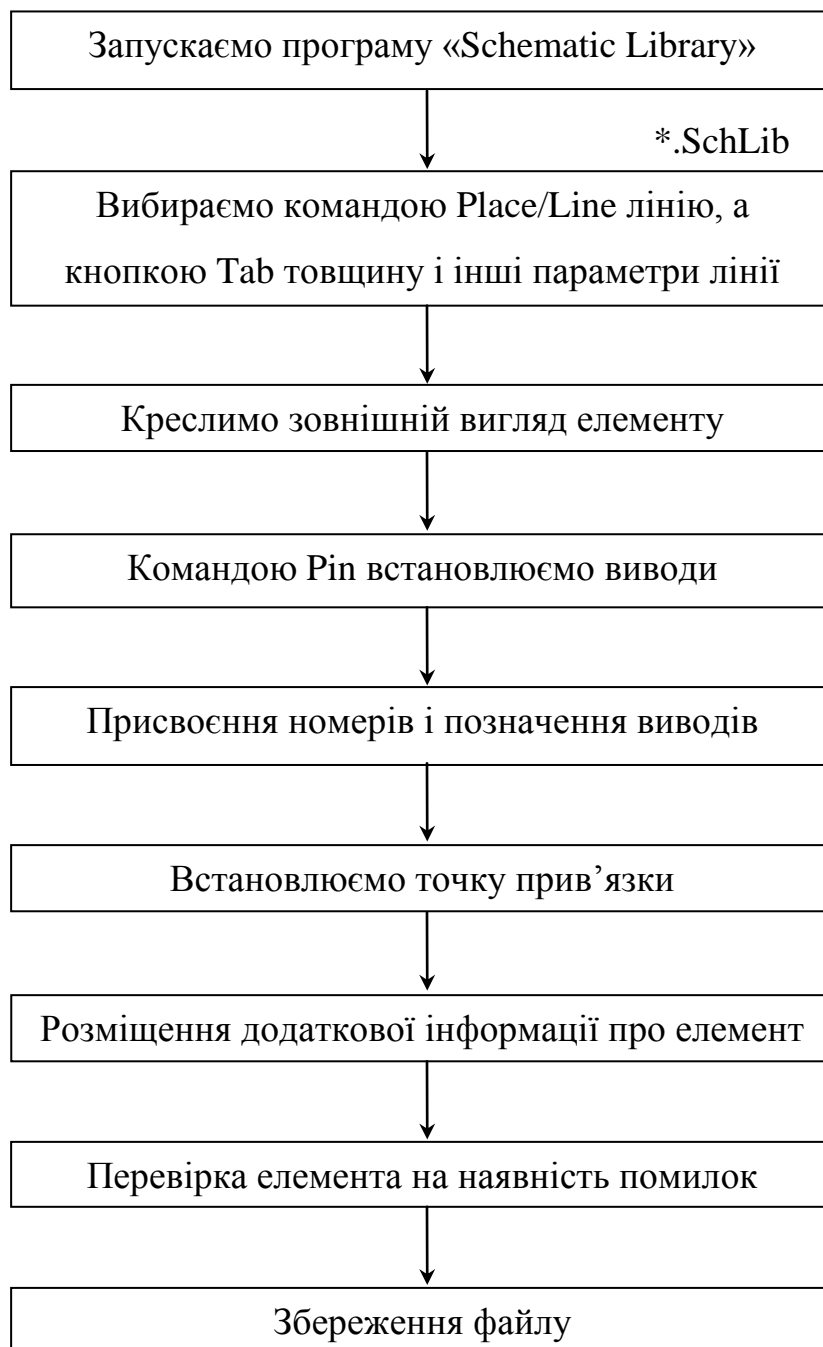 Запускаємо програму «Schematic Library»
*.SchLib
Вибираємо командою Place/Line лінію, а
кнопкою Tab товщину і інші параметри лінії
Креслимо зовнішній вигляд елементу
Командою Pin встановлюємо виводи
Присвоєння номерів і позначення виводів
Встановлюємо точку прив’язки
Розміщення додаткової інформації про елемент
Перевірка елемента на наявність помилок
Збереження файлу